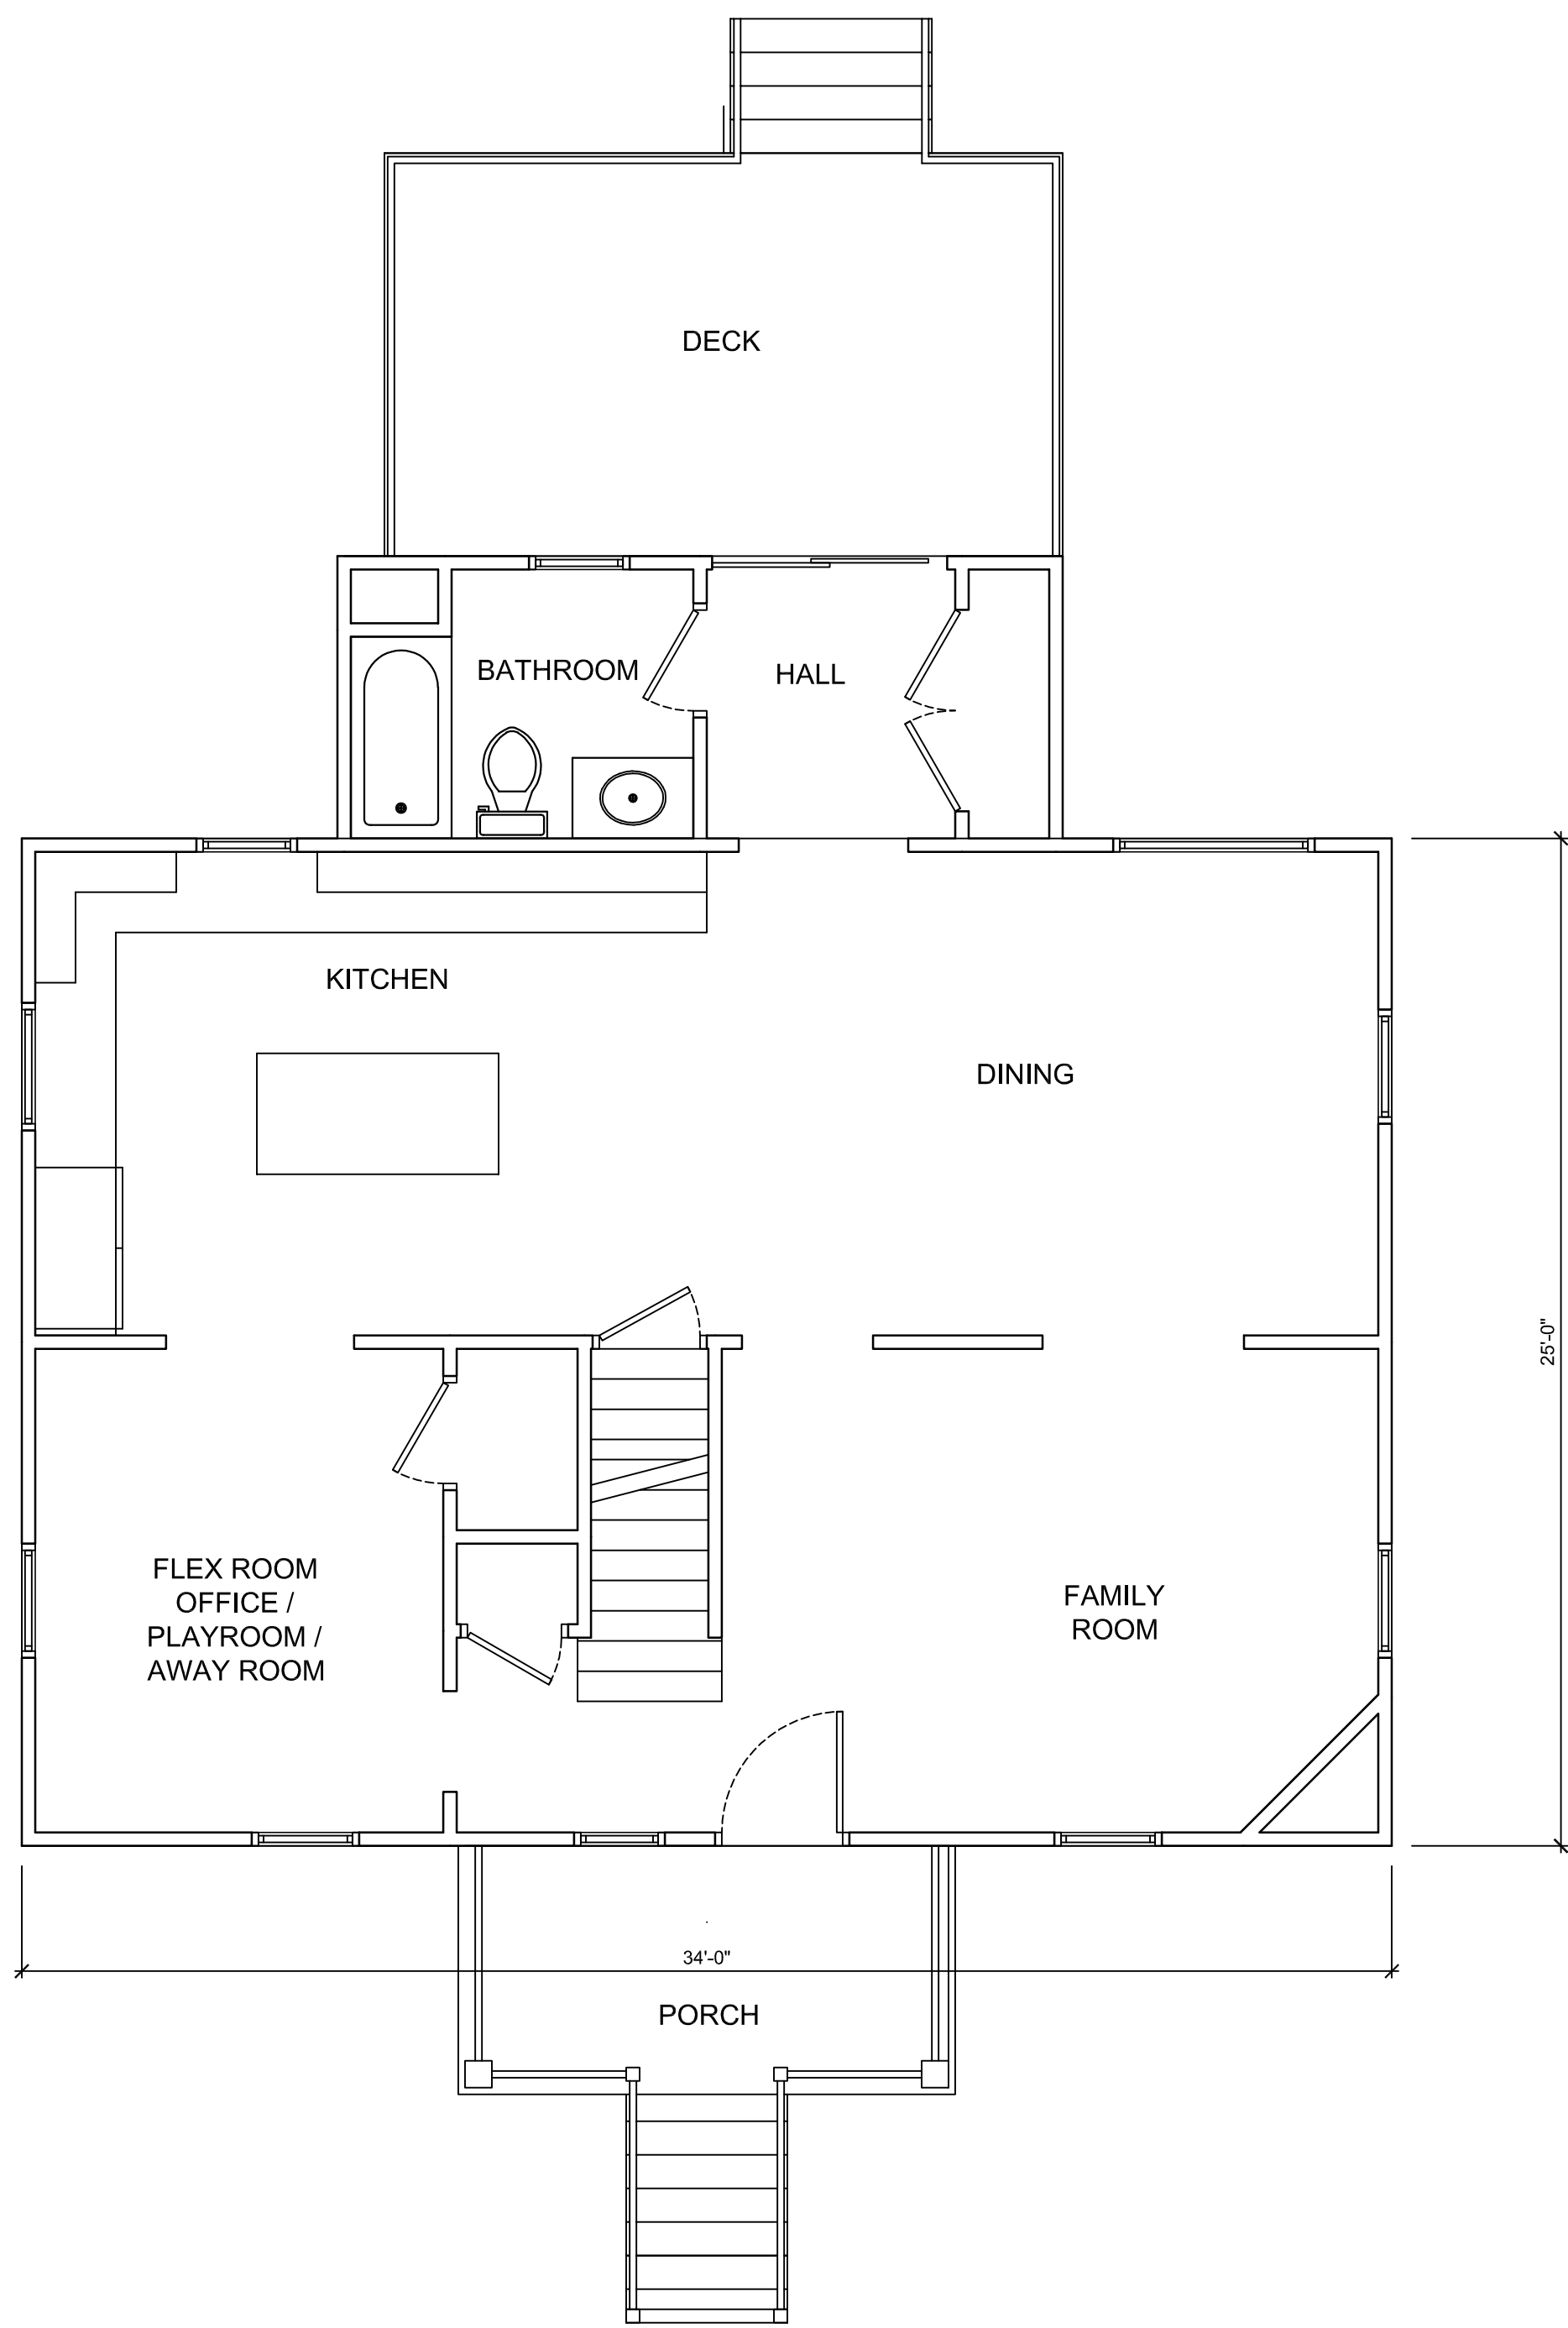 DECK
BATHROOM
HALL
KITCHEN
DINING
25'-0"
FLEX ROOM
OFFICE /
PLAYROOM /
AWAY ROOM
FAMILY
ROOM
34'-0"
PORCH